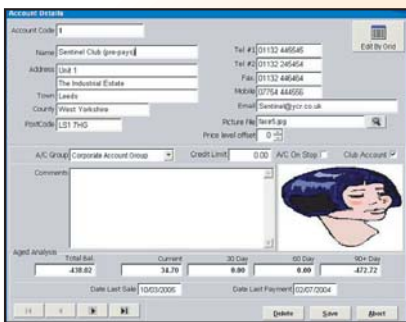 Account Details
Account Code 1
Edit By Grid
Name Sentinel Club (pre-pays)
Address Unit 1
The Industrial Estate
Town Leeds
County West Yorkshire
PostCode LS1 7HG
Tel #1 01132 445545
Tel #2 01132 245454
Fax 01132 446464
Mobile 07764 444556
Email Sentinel@ycr.co.uk
Picture File face5.jpg
Price level offset 0
A/C Group Corporate Account Group Credit Limit 0.00 A/C On Stop Club Account
Comments
Aged Analysis
Total Bal. Current 30 Day 60 Day 90+ Day
-438.02 34.70 0.00 0.00 -472.72
Date Last Sale 10/03/2005 Date Last Payment 02/07/2004
Delete Save Abort